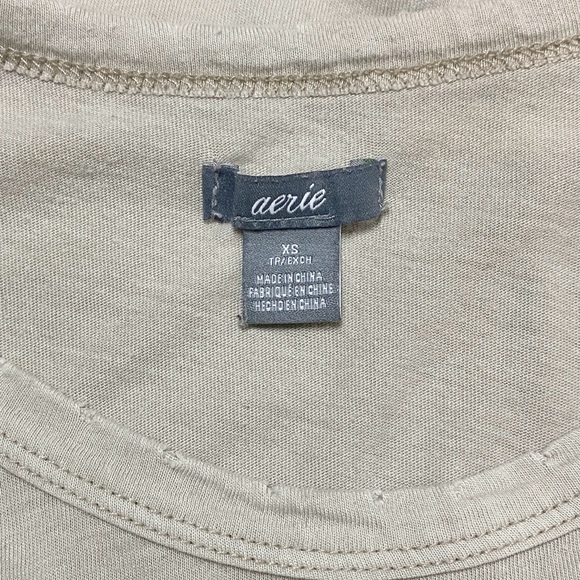 aerie
XS
TP/EXCH
MADE IN CHINA
FABRIQUÉ EN CHINE
HECHO EN CHINA